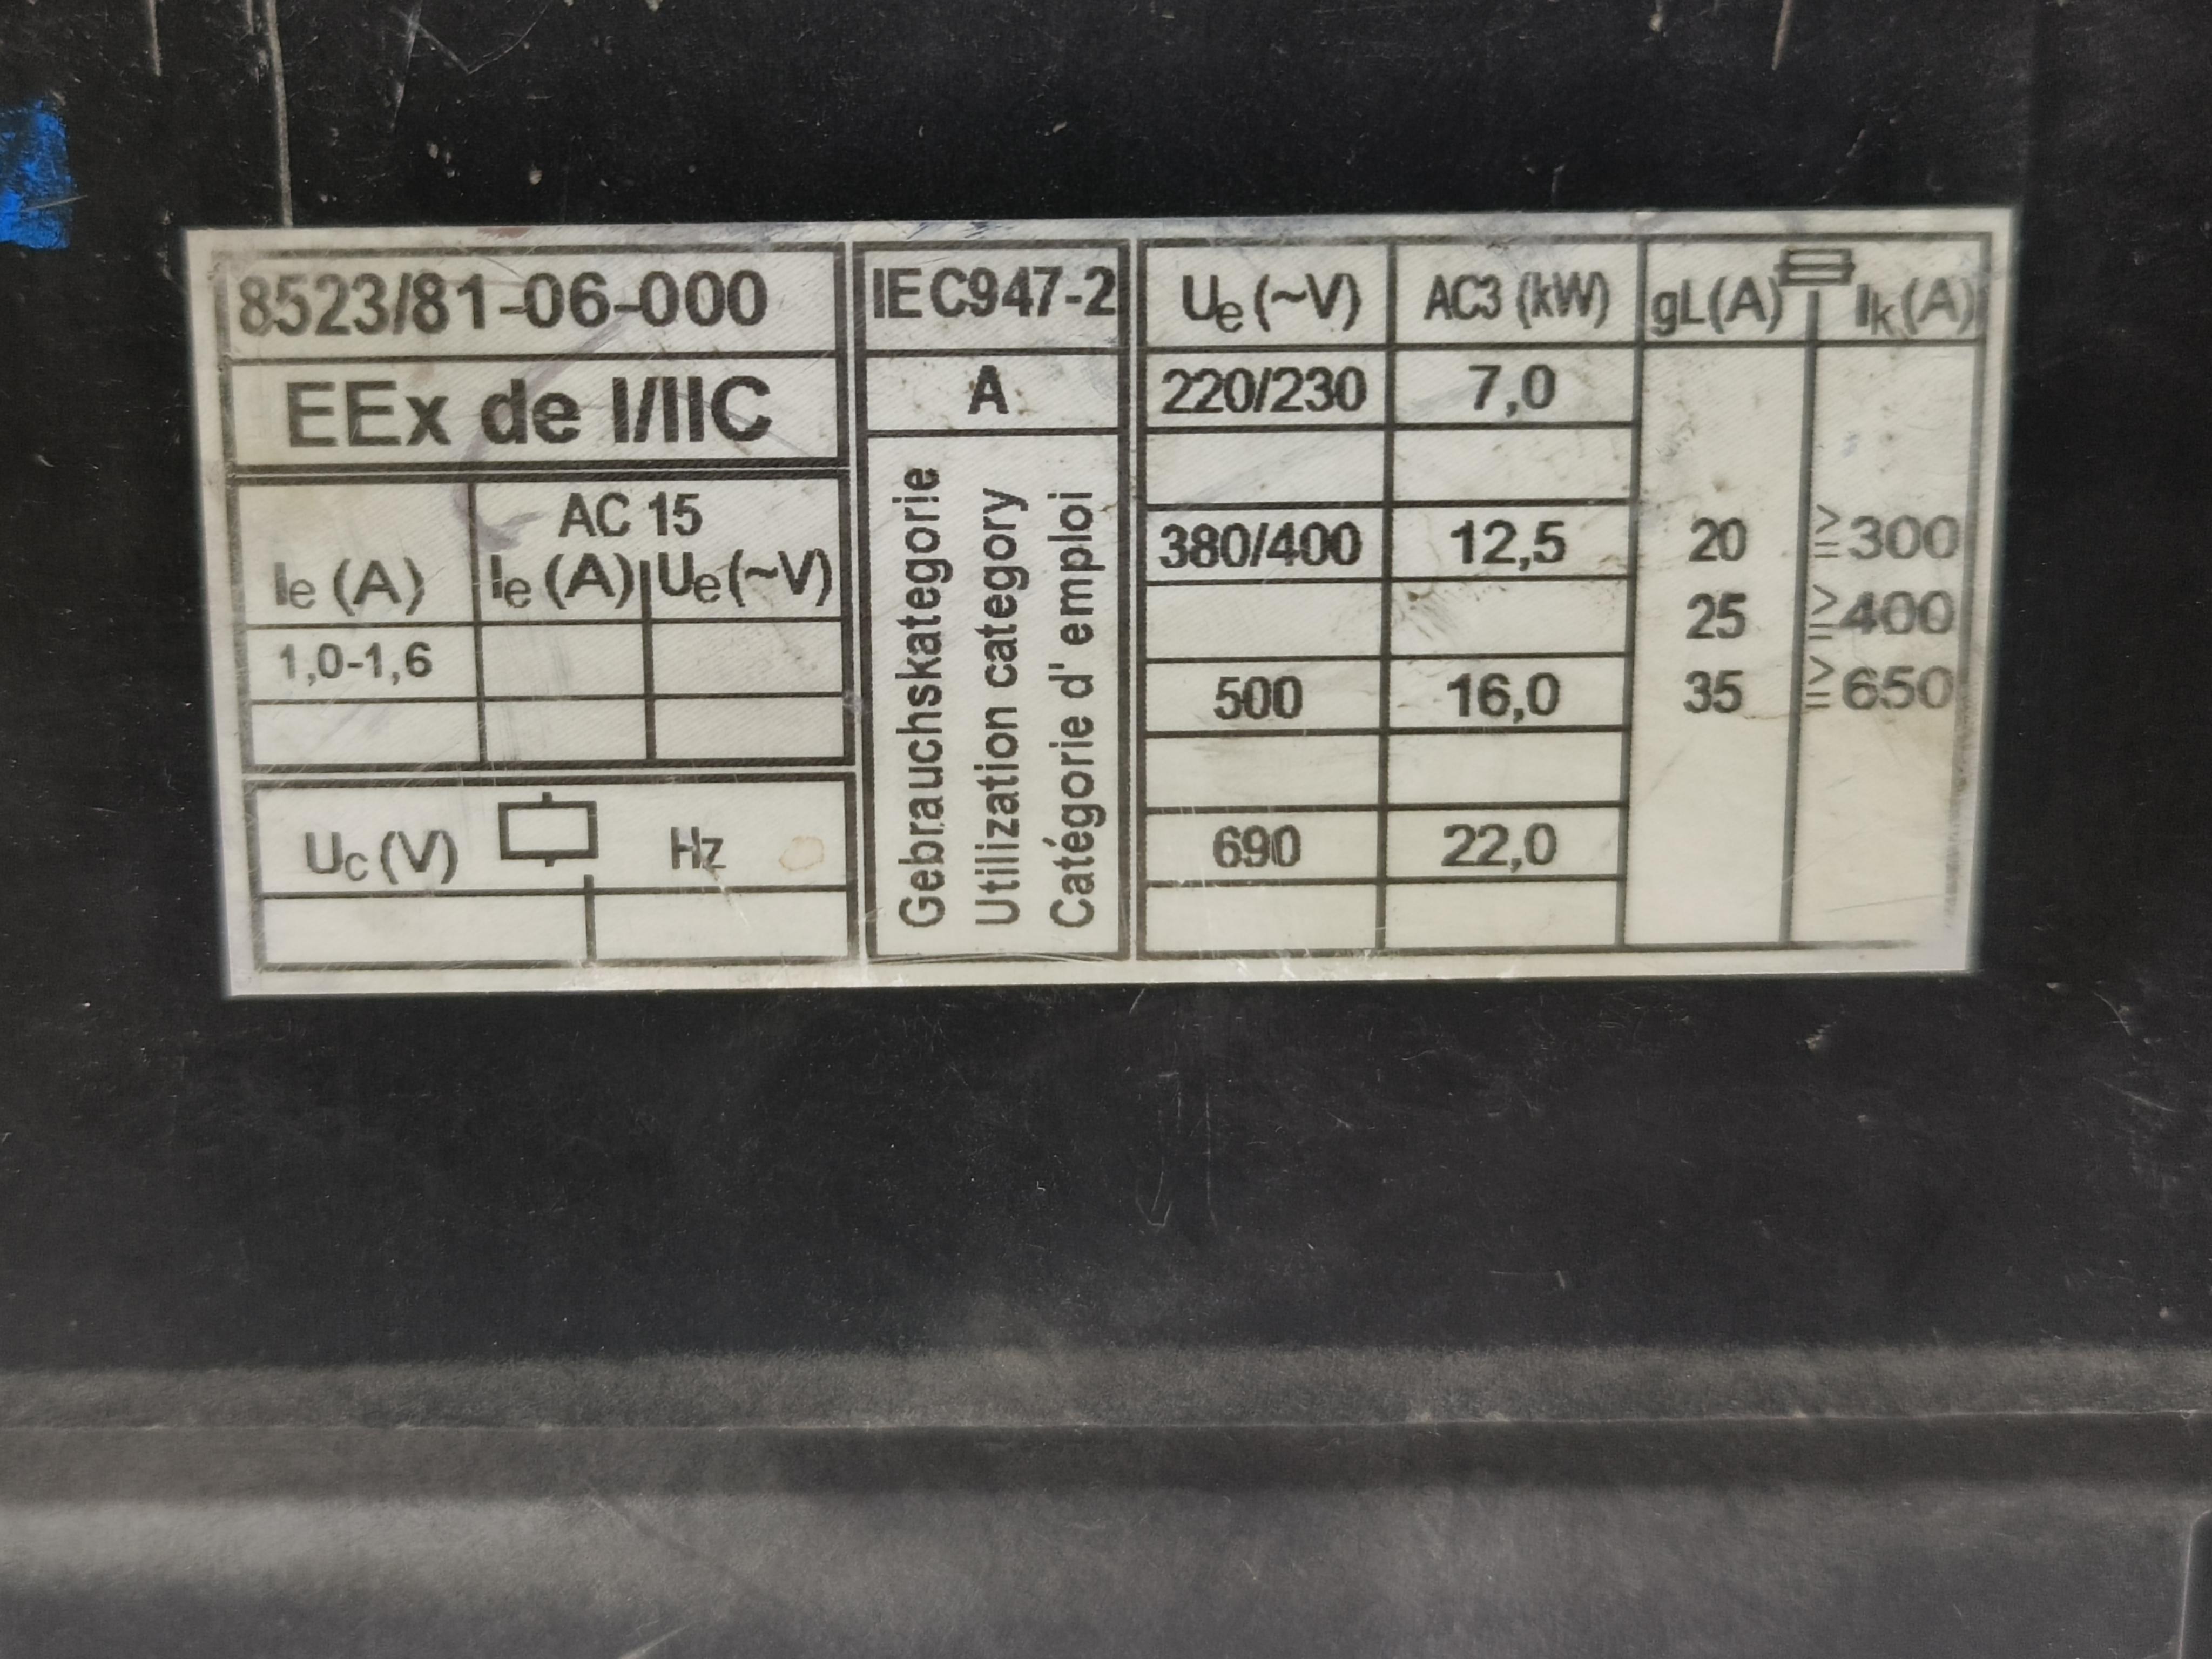 8523/81-06-000
EEx de I/IIC
AC 15
Ie (A) Ie (A) Ue (~V)
1,0-1,6
Uc (V) Hz
IEC947-2
A
Gebrauchskategorie
Utilization category
Catégorie d' emploi
Ue (~V) AC3 (kW) gL(A) Ik (A)
220/230 7,0
380/400 12,5 20 ≧300
25 ≧400
500 16,0 35 ≧650
690 22,0